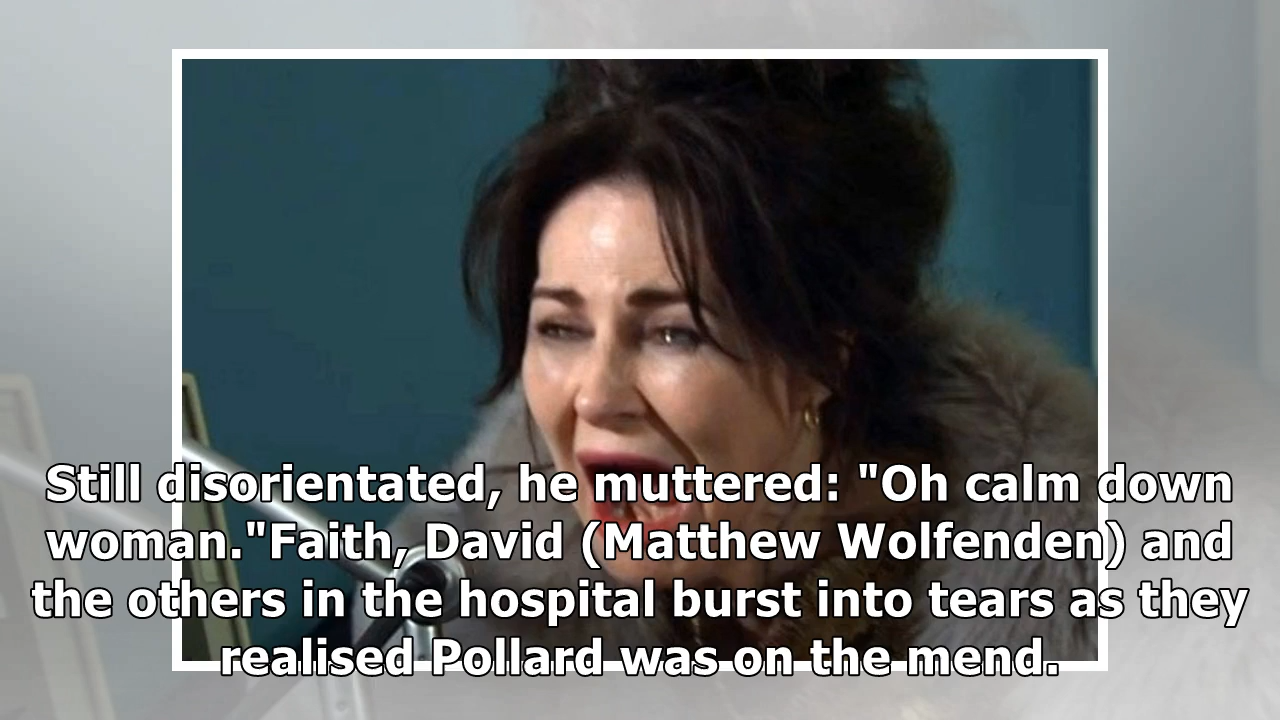 Still disorientated, he muttered: "Oh calm down
woman."Faith, David (Matthew Wolfenden) and
the others in the hospital burst into tears as they
realised Pollard was on the mend.